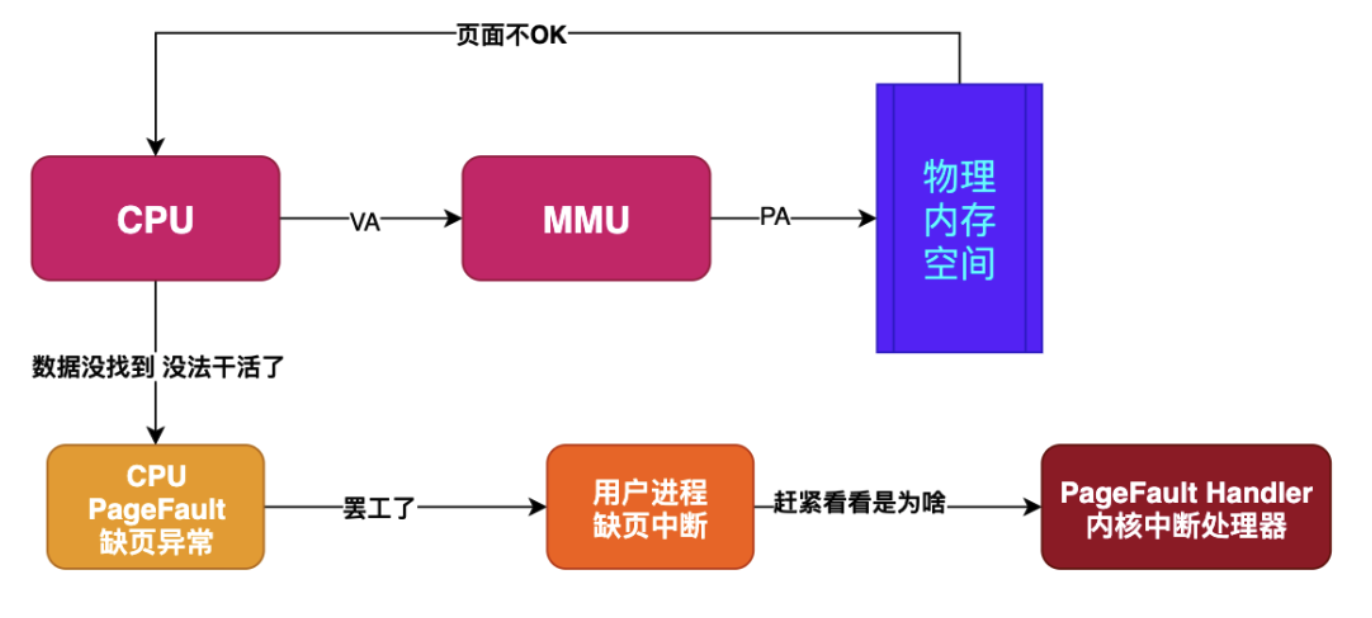 页面不OK
CPU
VA
MMU
PA
物理
内存
空间
数据没找到 没法干活了
CPU
PageFault
缺页异常
罢工了
用户进程
缺页中断
赶紧看看是为啥
PageFault Handler
内核中断处理器